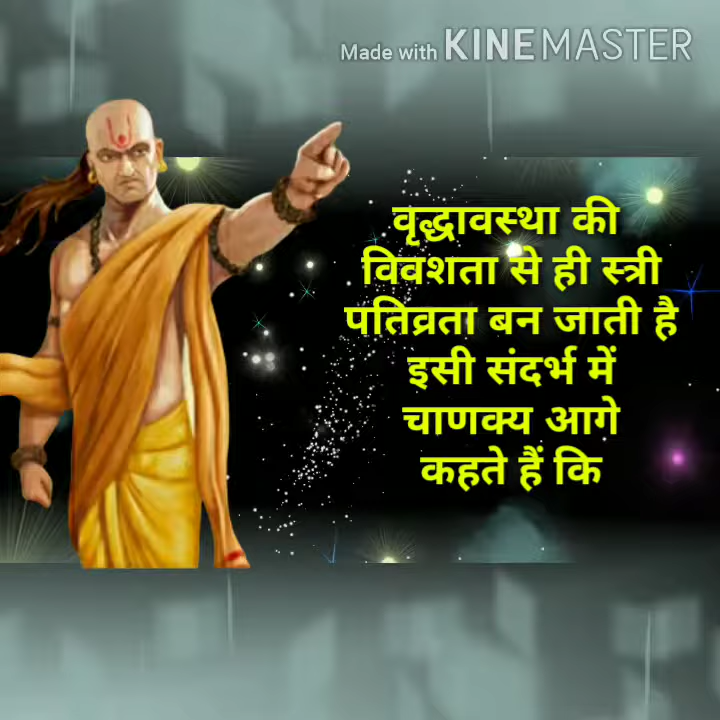 Made with KINEMASTER
वृद्धावस्था की
विवशता से ही स्त्री
पतिव्रता बन जाती है
इसी संदर्भ में
चाणक्य आगे
कहते हैं कि